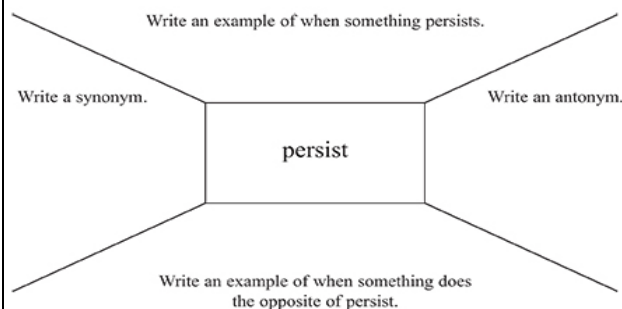 Write an example of when something persists.
Write a synonym.
Write an antonym.
persist
Write an example of when something does
the opposite of persist.